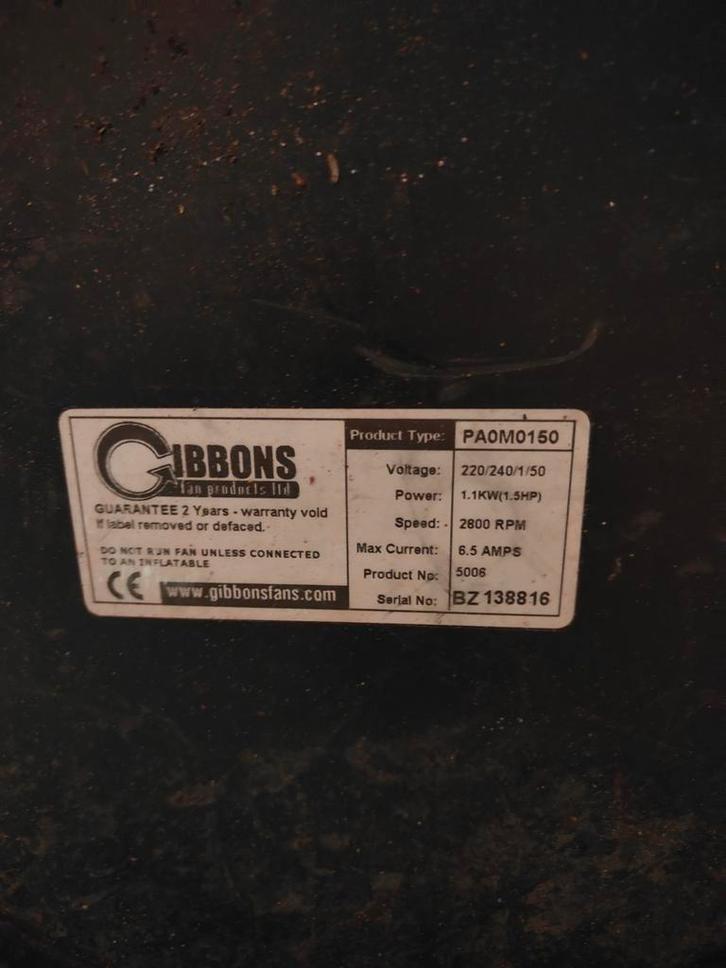 GIBBONS
fan products ltd
GUARANTEE 2 Years - warranty void
if label removed or defaced.
DO NOT RUN FAN UNLESS CONNECTED
TO AN INFLATABLE
CE www.gibbonsfans.com
Product Type: PA0M0150
Voltage: 220/240/1/50
Power: 1.1KW(1.5HP)
Speed: 2800 RPM
Max Current: 6.5 AMPS
Product No: 5006
Serial No: BZ 138816